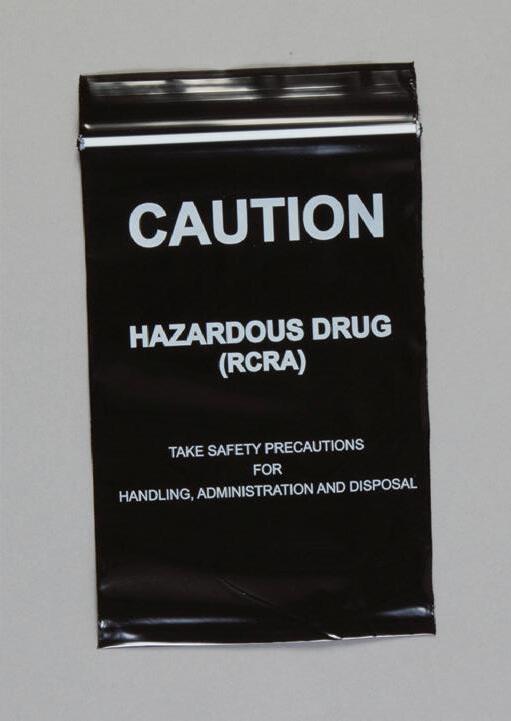 CAUTION
HAZARDOUS DRUG
(RCRA)
TAKE SAFETY PRECAUTIONS
FOR
HANDLING, ADMINISTRATION AND DISPOSAL